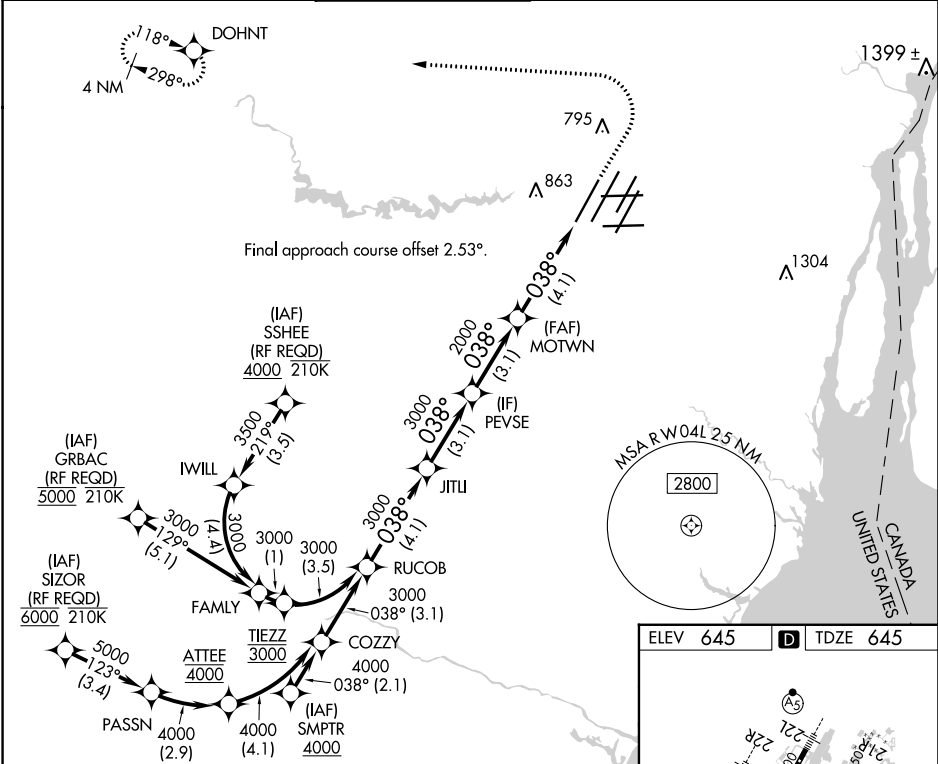 118°
DOHNT
298°
4 NM
1399 ±
795
863
Final approach course offset 2.53°.
1304
038°
(4.1)
(FAF)
MOTWN
2000
038°
(3.1)
(IF)
PEVSE
3000
038°
(3.1)
JITLI
3000
038°
(4.1)
RUCOB
(IAF)
SSHEE
(RF REQD)
4000 210K
3500
219°
(3.5)
IWILL
3000
(4.4)
(IAF)
GRBAC
(RF REQD)
5000 210K
3000
129°
(5.1)
FAMLY
3000
(1)
3000
(3.5)
TIEZZ
3000
3000
038° (3.1)
COZZY
4000
038° (2.1)
(IAF)
SMPTR
4000
(IAF)
SIZOR
(RF REQD)
6000 210K
5000
123°
(3.4)
PASSN
ATTEE
4000
4000
(2.9)
4000
(4.1)
MSA RW04L 25 NM
2800
CANADA
UNITED STATES
ELEV 645
D
TDZE 645
A5
22R
22L
21R